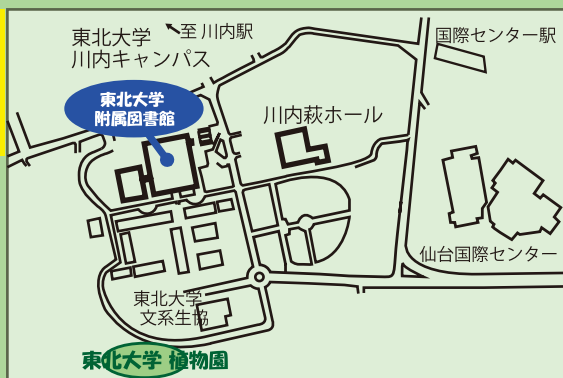 東北大学
川内キャンパス
至 川内駅
国際センター駅
東北大学
附属図書館
川内萩ホール
仙台国際センター
東北大学
文系生協
東北大学 植物園